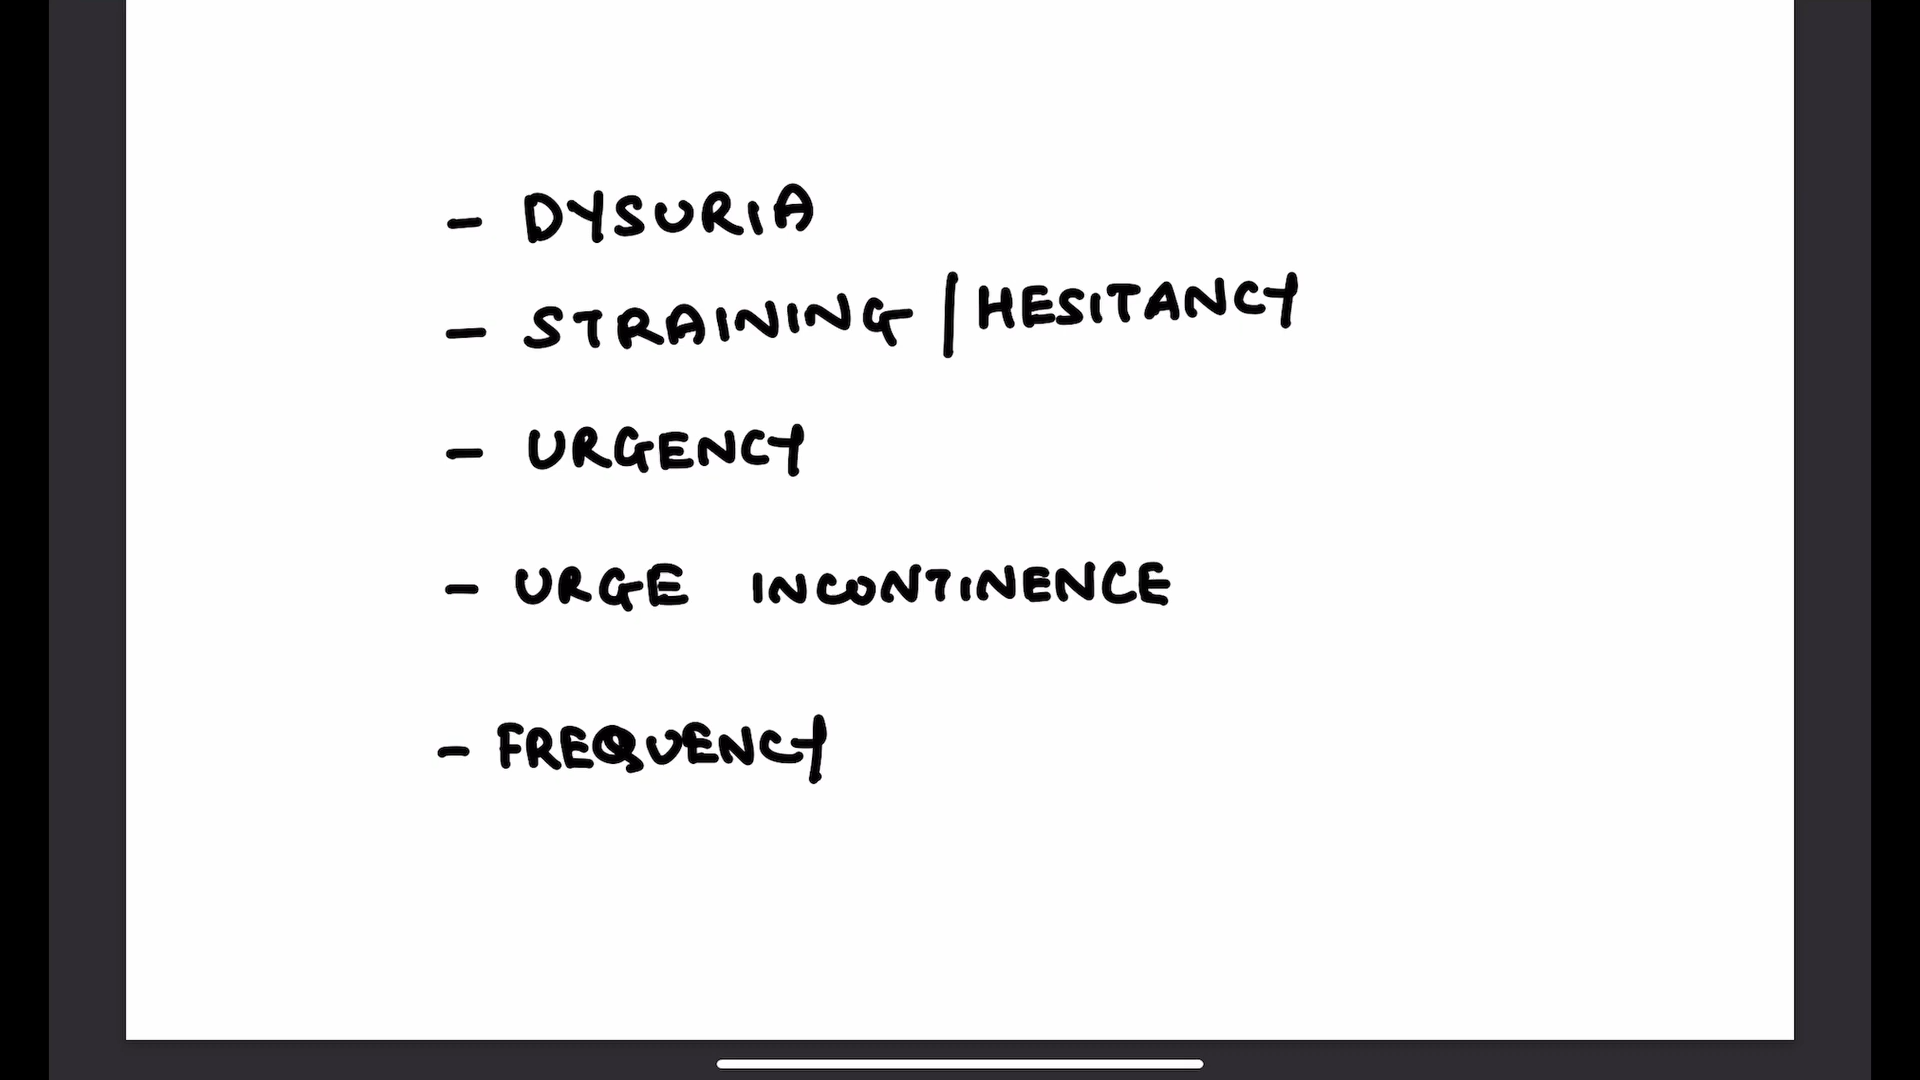 - DYSURIA
- STRAINING / HESITANCY
- URGENCY
- URGE INCONTINENCE
- FREQUENCY